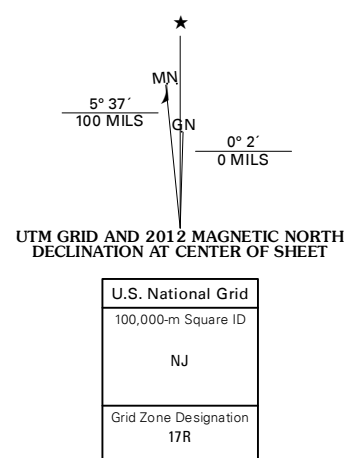 ★
MN
5° 37´
100 MILS
GN
0° 2´
0 MILS
UTM GRID AND 2012 MAGNETIC NORTH
DECLINATION AT CENTER OF SHEET
U.S. National Grid
100,000-m Square ID
NJ
Grid Zone Designation
17R